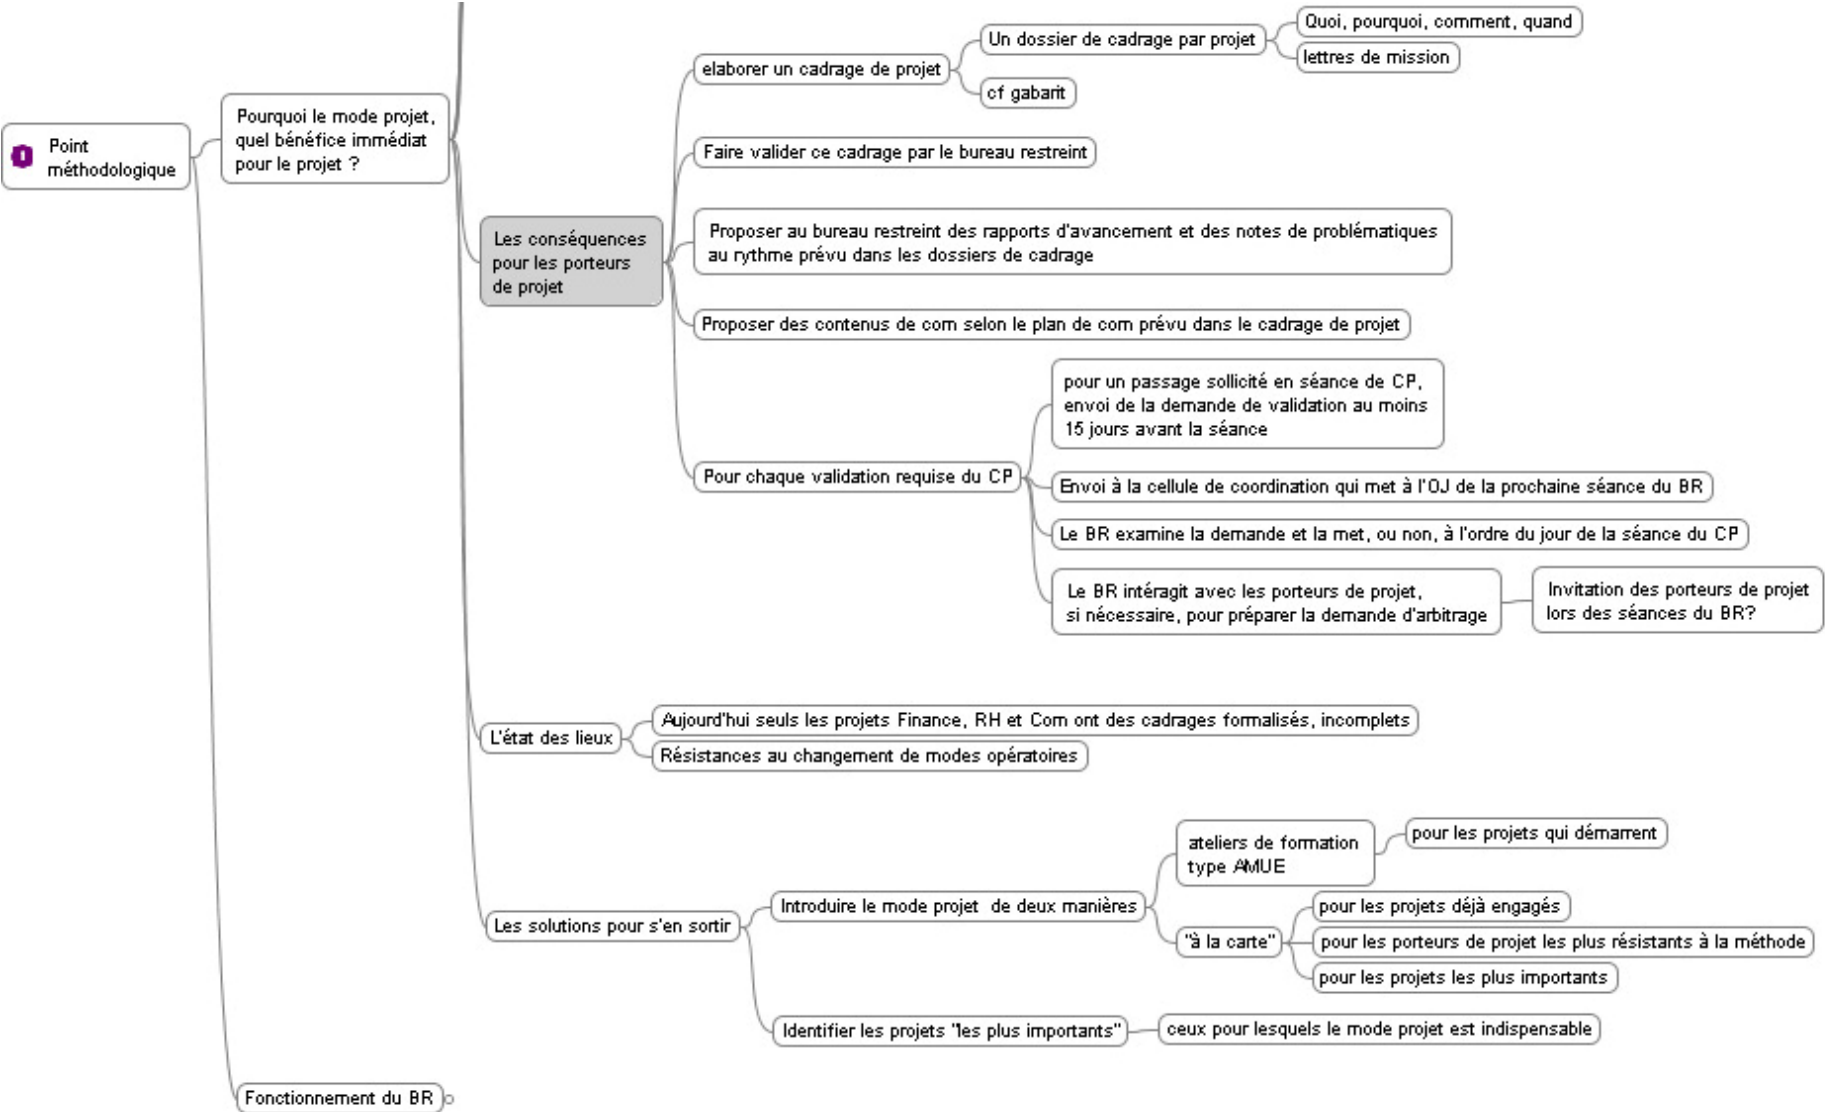 Point
méthodologique
Pourquoi le mode projet,
quel bénéfice immédiat
pour le projet ?
Les conséquences
pour les porteurs
de projet
elaborer un cadrage de projet
Un dossier de cadrage par projet
Quoi, pourquoi, comment, quand
lettres de mission
cf gabarit
Faire valider ce cadrage par le bureau restreint
Proposer au bureau restreint des rapports d'avancement et des notes de problématiques
au rythme prévu dans les dossiers de cadrage
Proposer des contenus de com selon le plan de com prévu dans le cadrage de projet
Pour chaque validation requise du CP
pour un passage sollicité en séance de CP,
envoi de la demande de validation au moins
15 jours avant la séance
Envoi à la cellule de coordination qui met à l'OJ de la prochaine séance du BR
Le BR examine la demande et la met, ou non, à l'ordre du jour de la séance du CP
Le BR intéragit avec les porteurs de projet,
si nécessaire, pour préparer la demande d'arbitrage
Invitation des porteurs de projet
lors des séances du BR?
L'état des lieux
Aujourd'hui seuls les projets Finance, RH et Com ont des cadrages formalisés, incomplets
Résistances au changement de modes opératoires
Les solutions pour s'en sortir
Introduire le mode projet  de deux manières
ateliers de formation
type AMUE
pour les projets qui démarrent
"à la carte"
pour les projets déjà engagés
pour les porteurs de projet les plus résistants à la méthode
pour les projets les plus importants
Identifier les projets "les plus importants"
ceux pour lesquels le mode projet est indispensable
Fonctionnement du BR